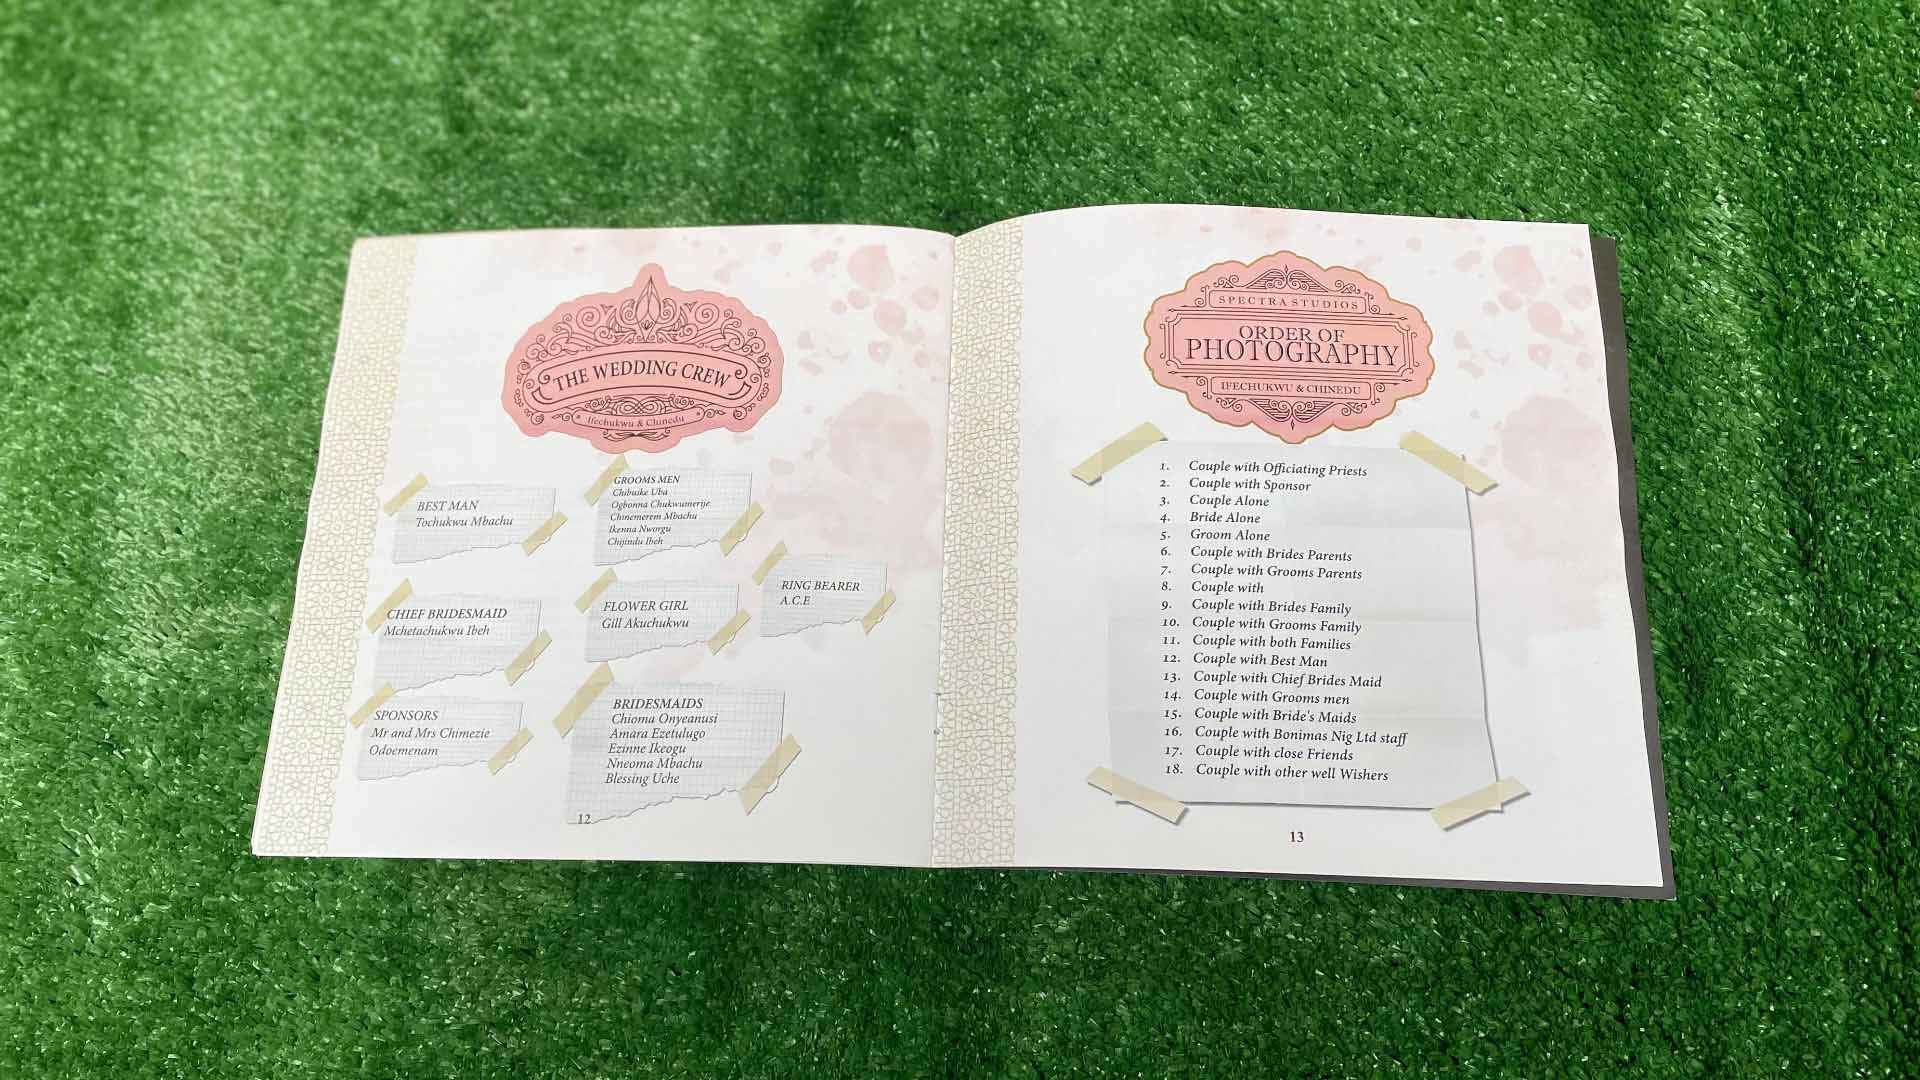 THE WEDDING CREW
Ifechukwu & Chinedu
BEST MAN
Tochukwu Mbachu
GROOMS MEN
Chibuike Uba
Ogbonna Chukwumerije
Chinemerem Mbachu
Ikenna Nworgu
Chijindu Ibeh
CHIEF BRIDESMAID
Mchetachukwu Ibeh
FLOWER GIRL
Gill Akuchukwu
RING BEARER
A.C.E
SPONSORS
Mr and Mrs Chimezie
Odoemenam
BRIDESMAIDS
Chioma Onyeanusi
Amara Ezetulugo
Ezinne Ikeogu
Nneoma Mbachu
Blessing Uche
12
SPECTRA STUDIOS
ORDER OF
PHOTOGRAPHY
IFECHUKWU & CHINEDU
1. Couple with Officiating Priests
2. Couple with Sponsor
3. Couple Alone
4. Bride Alone
5. Groom Alone
6. Couple with Brides Parents
7. Couple with Grooms Parents
8. Couple with
9. Couple with Brides Family
10. Couple with Grooms Family
11. Couple with both Families
12. Couple with Best Man
13. Couple with Chief Brides Maid
14. Couple with Grooms men
15. Couple with Bride's Maids
16. Couple with Bonimas Nig Ltd staff
17. Couple with close Friends
18. Couple with other well Wishers
13